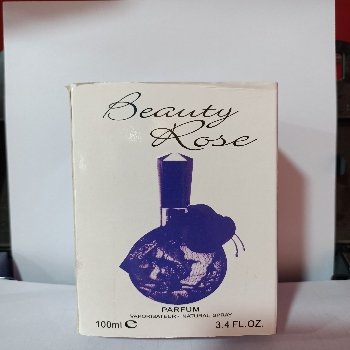 Beauty
Rose
PARFUM
VAPORISATEUR - NATURAL SPRAY
100ml ℮ 3.4 FL.OZ.